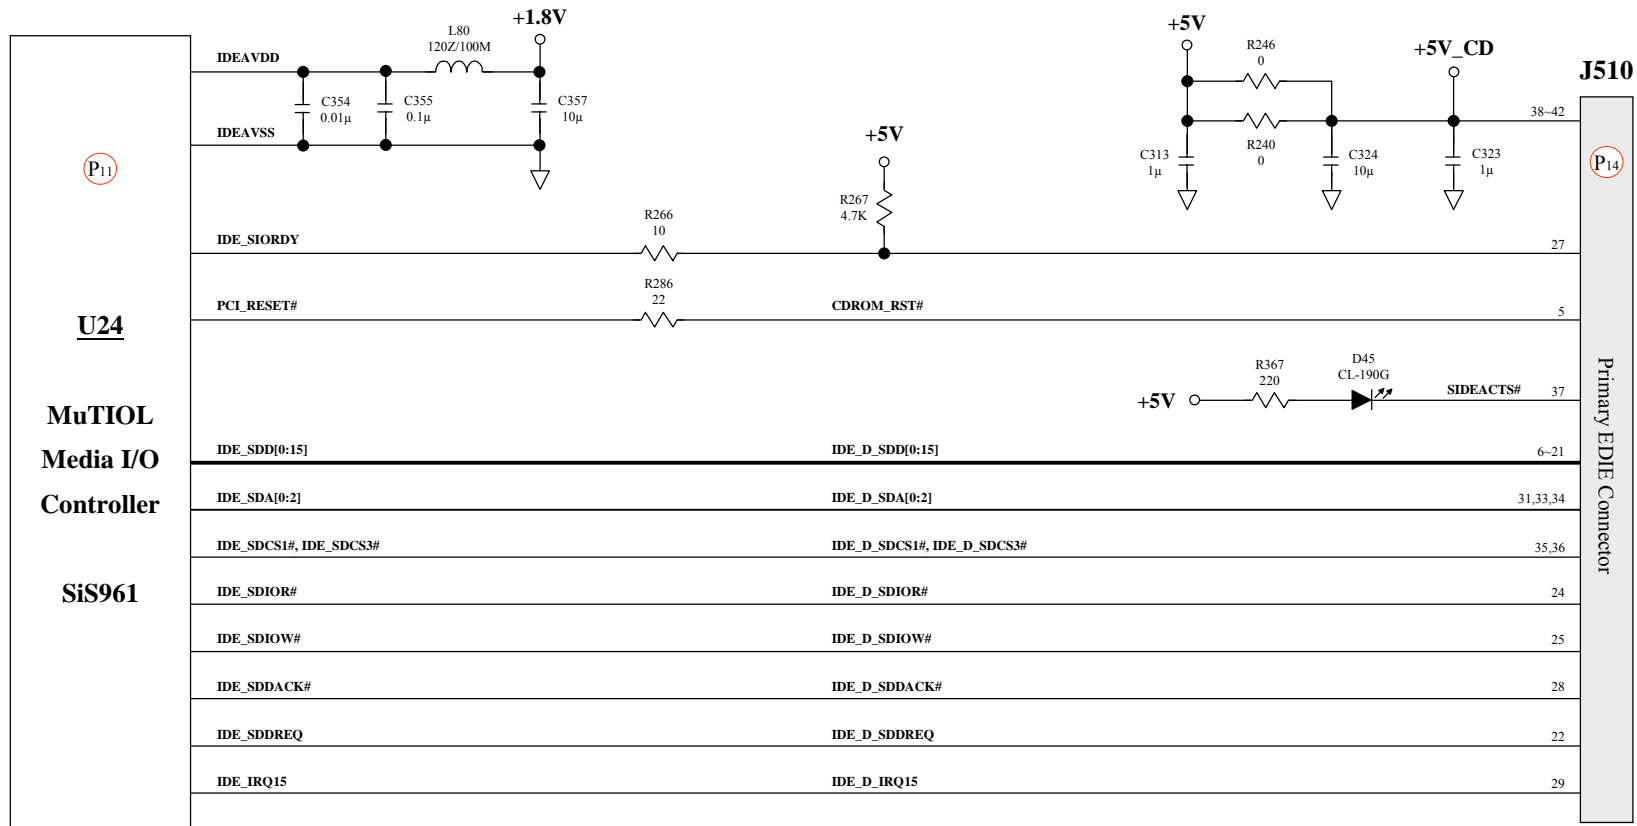 +1.8V
L80
120Z/100M
IDEAVDD
C354
0.01μ
C355
0.1μ
C357
10μ
IDEAVSS
P11
+5V
R246
0
+5V_CD
J510
38~42
R240
0
C313
1μ
C324
10μ
C323
1μ
P14
+5V
R267
4.7K
R266
10
IDE_SIORDY
27
R286
22
PCI_RESET#
CDROM_RST#
5
U24
MuTIOL
Media I/O
Controller
SiS961
R367
220
D45
CL-190G
+5V
SIDEACTS#
37
Primary EDIE Connector
IDE_SDD[0:15]
IDE_D_SDD[0:15]
6~21
IDE_SDA[0:2]
IDE_D_SDA[0:2]
31,33,34
IDE_SDCS1#, IDE_SDCS3#
IDE_D_SDCS1#, IDE_D_SDCS3#
35,36
IDE_SDIOR#
IDE_D_SDIOR#
24
IDE_SDIOW#
IDE_D_SDIOW#
25
IDE_SDDACK#
IDE_D_SDDACK#
28
IDE_SDDREQ
IDE_D_SDDREQ
22
IDE_IRQ15
IDE_D_IRQ15
29